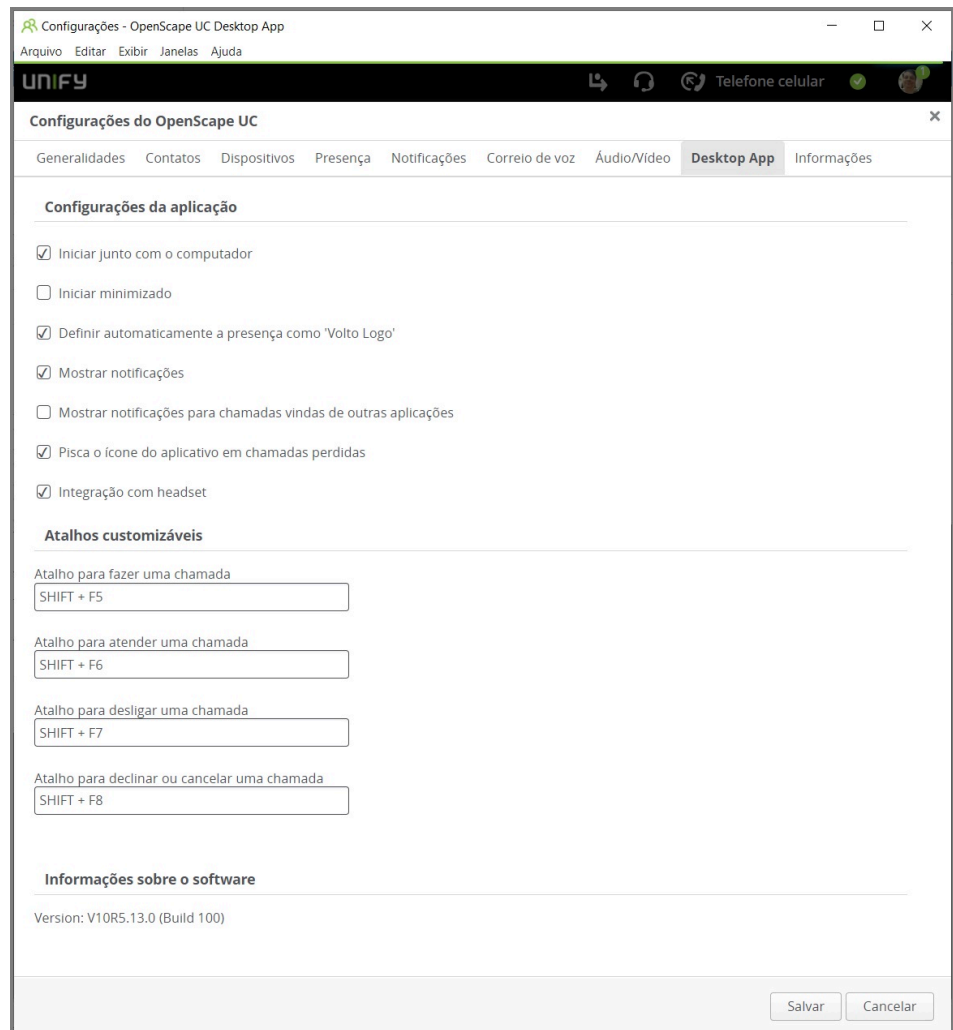 Configurações - OpenScape UC Desktop App
Arquivo Editar Exibir Janelas Ajuda
UNIFY Telefone celular 1
Configurações do OpenScape UC
Generalidades Contatos Dispositivos Presença Notificações Correio de voz Áudio/Vídeo Desktop App Informações
Configurações da aplicação
Iniciar junto com o computador
Iniciar minimizado
Definir automaticamente a presença como 'Volto Logo'
Mostrar notificações
Mostrar notificações para chamadas vindas de outras aplicações
Pisca o ícone do aplicativo em chamadas perdidas
Integração com headset
Atalhos customizáveis
Atalho para fazer uma chamada
SHIFT + F5
Atalho para atender uma chamada
SHIFT + F6
Atalho para desligar uma chamada
SHIFT + F7
Atalho para declinar ou cancelar uma chamada
SHIFT + F8
Informações sobre o software
Version: V10R5.13.0 (Build 100)
Salvar Cancelar